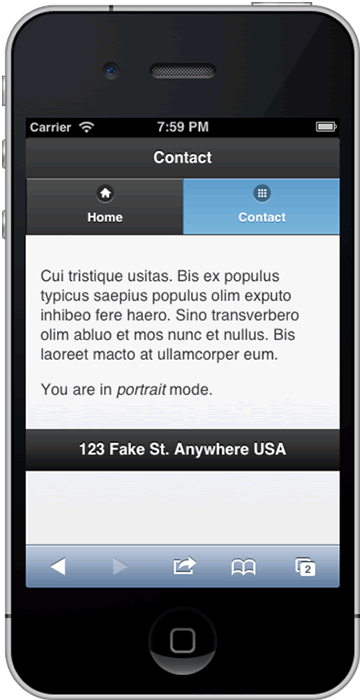 Carrier 7:59 PM
Contact
Home Contact
Cui tristique usitas. Bis ex populus
typicus saepius populus olim exputo
inhibeo fere haero. Sino transverbero
olim abluo et mos nunc et nullus. Bis
laoreet macto at ullamcorper eum.
You are in portrait mode.
123 Fake St. Anywhere USA
2